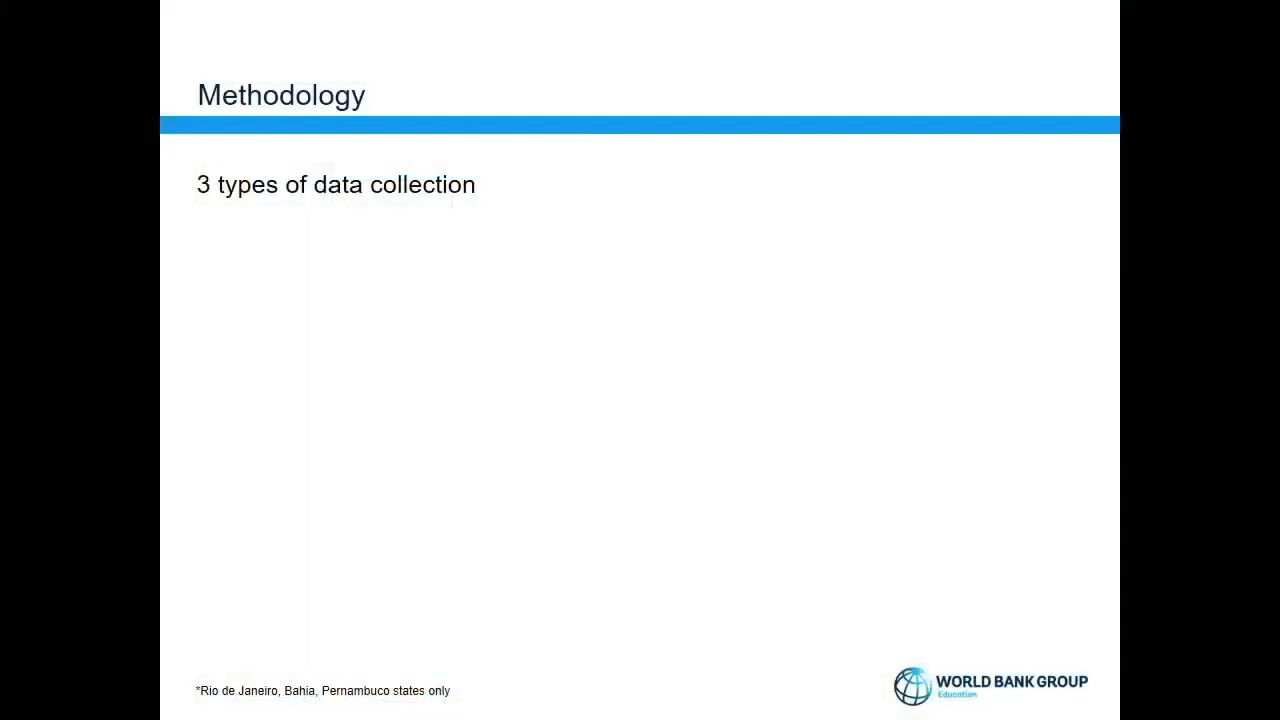 Methodology
3 types of data collection
*Rio de Janeiro, Bahia, Pernambuco states only
WORLD BANK GROUP
Education